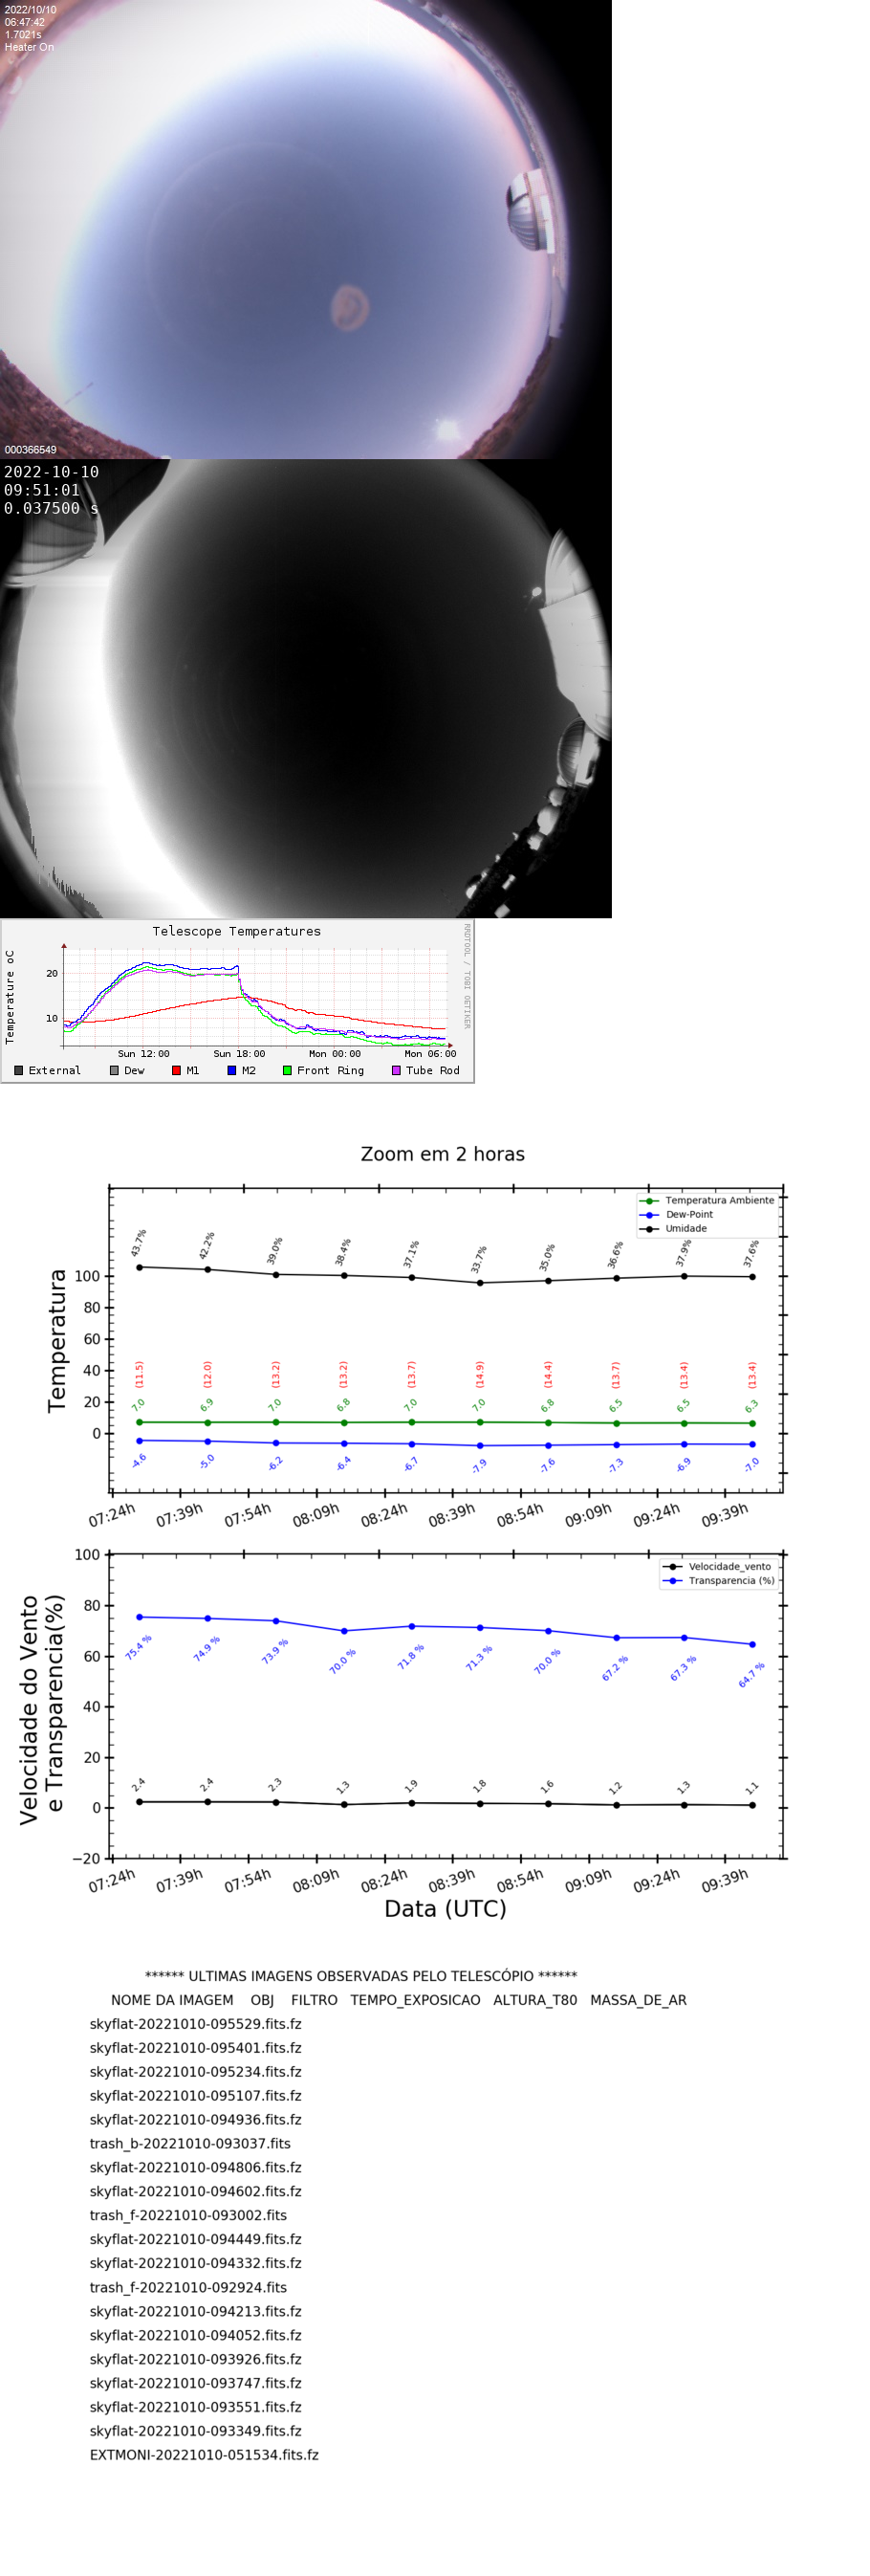 2022/10/10
06:47:42
1.7021s
Heater On
000366549
2022-10-10
09:51:01
0.037500 s
Telescope Temperatures
RRDTOOL / TOBI OETIKER
Temperature oC
20
10
Sun 12:00 Sun 18:00 Mon 00:00 Mon 06:00
External Dew M1 M2 Front Ring Tube Rod
Zoom em 2 horas
Temperatura Ambiente
Dew-Point
Umidade
43.7% 42.2% 39.0% 38.4% 37.1% 33.7% 35.0% 36.6% 37.9% 37.6%
Temperatura
100
80
60
40
20
0
(11.5) (12.0) (13.2) (13.2) (13.7) (14.9) (14.4) (13.7) (13.4) (13.4)
7.0 6.9 7.0 6.8 7.0 7.0 6.8 6.5 6.5 6.3
-4.6 -5.0 -6.2 -6.4 -6.7 -7.9 -7.6 -7.3 -6.9 -7.0
07:24h 07:39h 07:54h 08:09h 08:24h 08:39h 08:54h 09:09h 09:24h 09:39h
Velocidade do Vento
e Transparencia(%)
100
80
60
40
20
0
−20
Velocidade_vento
Transparencia (%)
75.4 % 74.9 % 73.9 % 70.0 % 71.8 % 71.3 % 70.0 % 67.2 % 67.3 % 64.7 %
2.4 2.4 2.3 1.3 1.9 1.8 1.6 1.2 1.3 1.1
07:24h 07:39h 07:54h 08:09h 08:24h 08:39h 08:54h 09:09h 09:24h 09:39h
Data (UTC)
****** ULTIMAS IMAGENS OBSERVADAS PELO TELESCÓPIO ******
NOME DA IMAGEM OBJ FILTRO TEMPO_EXPOSICAO ALTURA_T80 MASSA_DE_AR
skyflat-20221010-095529.fits.fz
skyflat-20221010-095401.fits.fz
skyflat-20221010-095234.fits.fz
skyflat-20221010-095107.fits.fz
skyflat-20221010-094936.fits.fz
trash_b-20221010-093037.fits
skyflat-20221010-094806.fits.fz
skyflat-20221010-094602.fits.fz
trash_f-20221010-093002.fits
skyflat-20221010-094449.fits.fz
skyflat-20221010-094332.fits.fz
trash_f-20221010-092924.fits
skyflat-20221010-094213.fits.fz
skyflat-20221010-094052.fits.fz
skyflat-20221010-093926.fits.fz
skyflat-20221010-093747.fits.fz
skyflat-20221010-093551.fits.fz
skyflat-20221010-093349.fits.fz
EXTMONI-20221010-051534.fits.fz